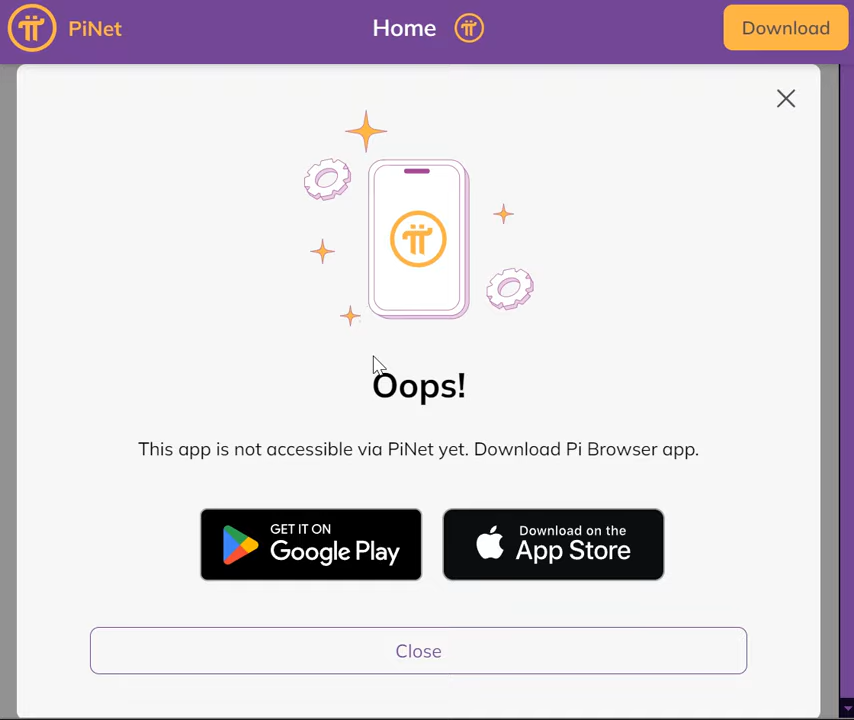 PiNet
Home
Download
Oops!
This app is not accessible via PiNet yet. Download Pi Browser app.
GET IT ON
Google Play
Download on the
App Store
Close